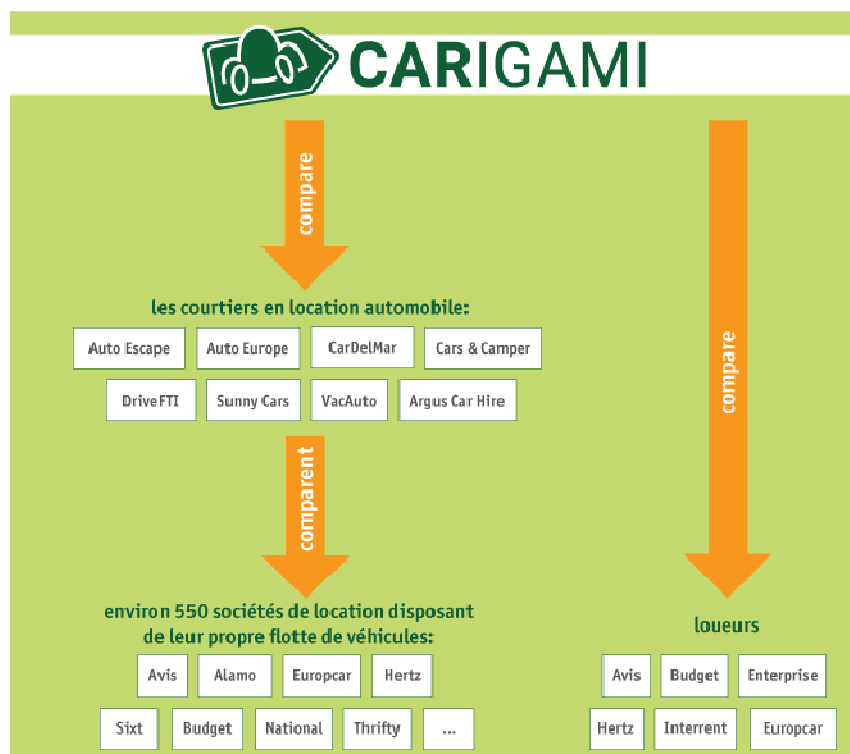 CARIGAMI
compare
les courtiers en location automobile:
Auto Escape Auto Europe CarDelMar Cars & Camper
DriveFTI Sunny Cars VacAuto Argus Car Hire
comparent
environ 550 sociétés de location disposant
de leur propre flotte de véhicules:
Avis Alamo Europcar Hertz
Sixt Budget National Thrifty ...
compare
loueurs
Avis Budget Enterprise
Hertz Interrent Europcar